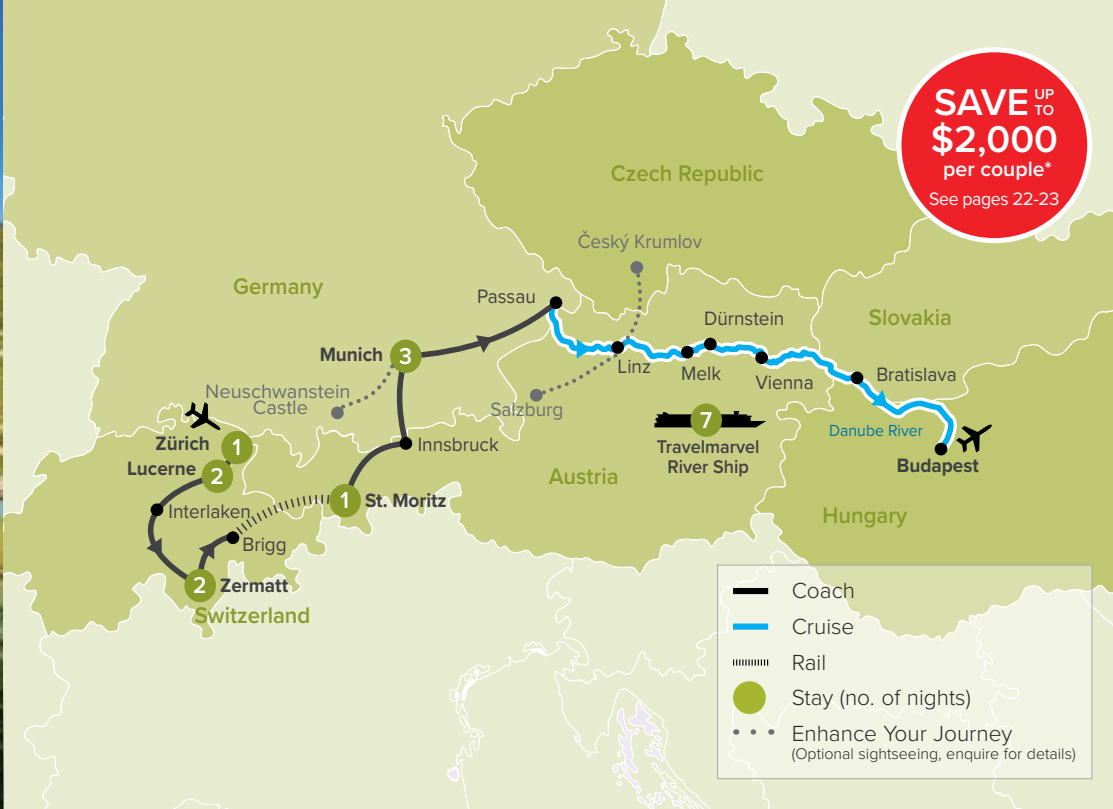 SAVE UP TO
$2,000
per couple*
See pages 22-23
Czech Republic
Český Krumlov
Germany
Passau
Slovakia
Dürnstein
Munich
3
Linz
Melk
Vienna
Bratislava
Neuschwanstein
Castle
Salzburg
7
Travelmarvel
River Ship
Danube River
Budapest
Zürich
1
Lucerne
2
Innsbruck
Austria
1
St. Moritz
Interlaken
Brigg
Hungary
2
Zermatt
Switzerland
Coach
Cruise
Rail
Stay (no. of nights)
Enhance Your Journey
(Optional sightseeing, enquire for details)